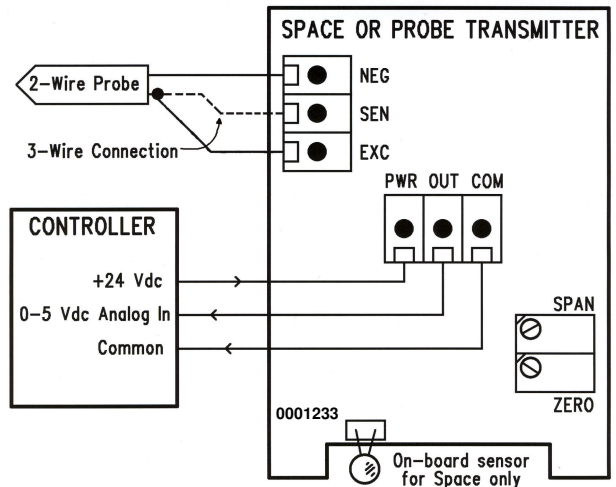 SPACE OR PROBE TRANSMITTER
2-Wire Probe
NEG
SEN
3-Wire Connection
EXC
PWR OUT COM
CONTROLLER
+24 Vdc
0-5 Vdc Analog In
Common
SPAN
ZERO
0001233
On-board sensor
for Space only